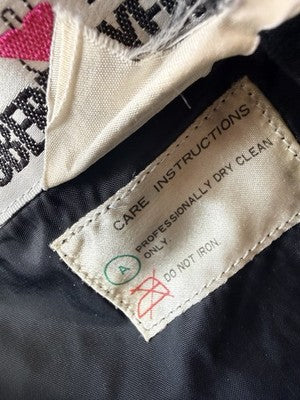 CARE INSTRUCTIONS
A PROFESSIONALLY DRY CLEAN
ONLY.
DO NOT IRON.